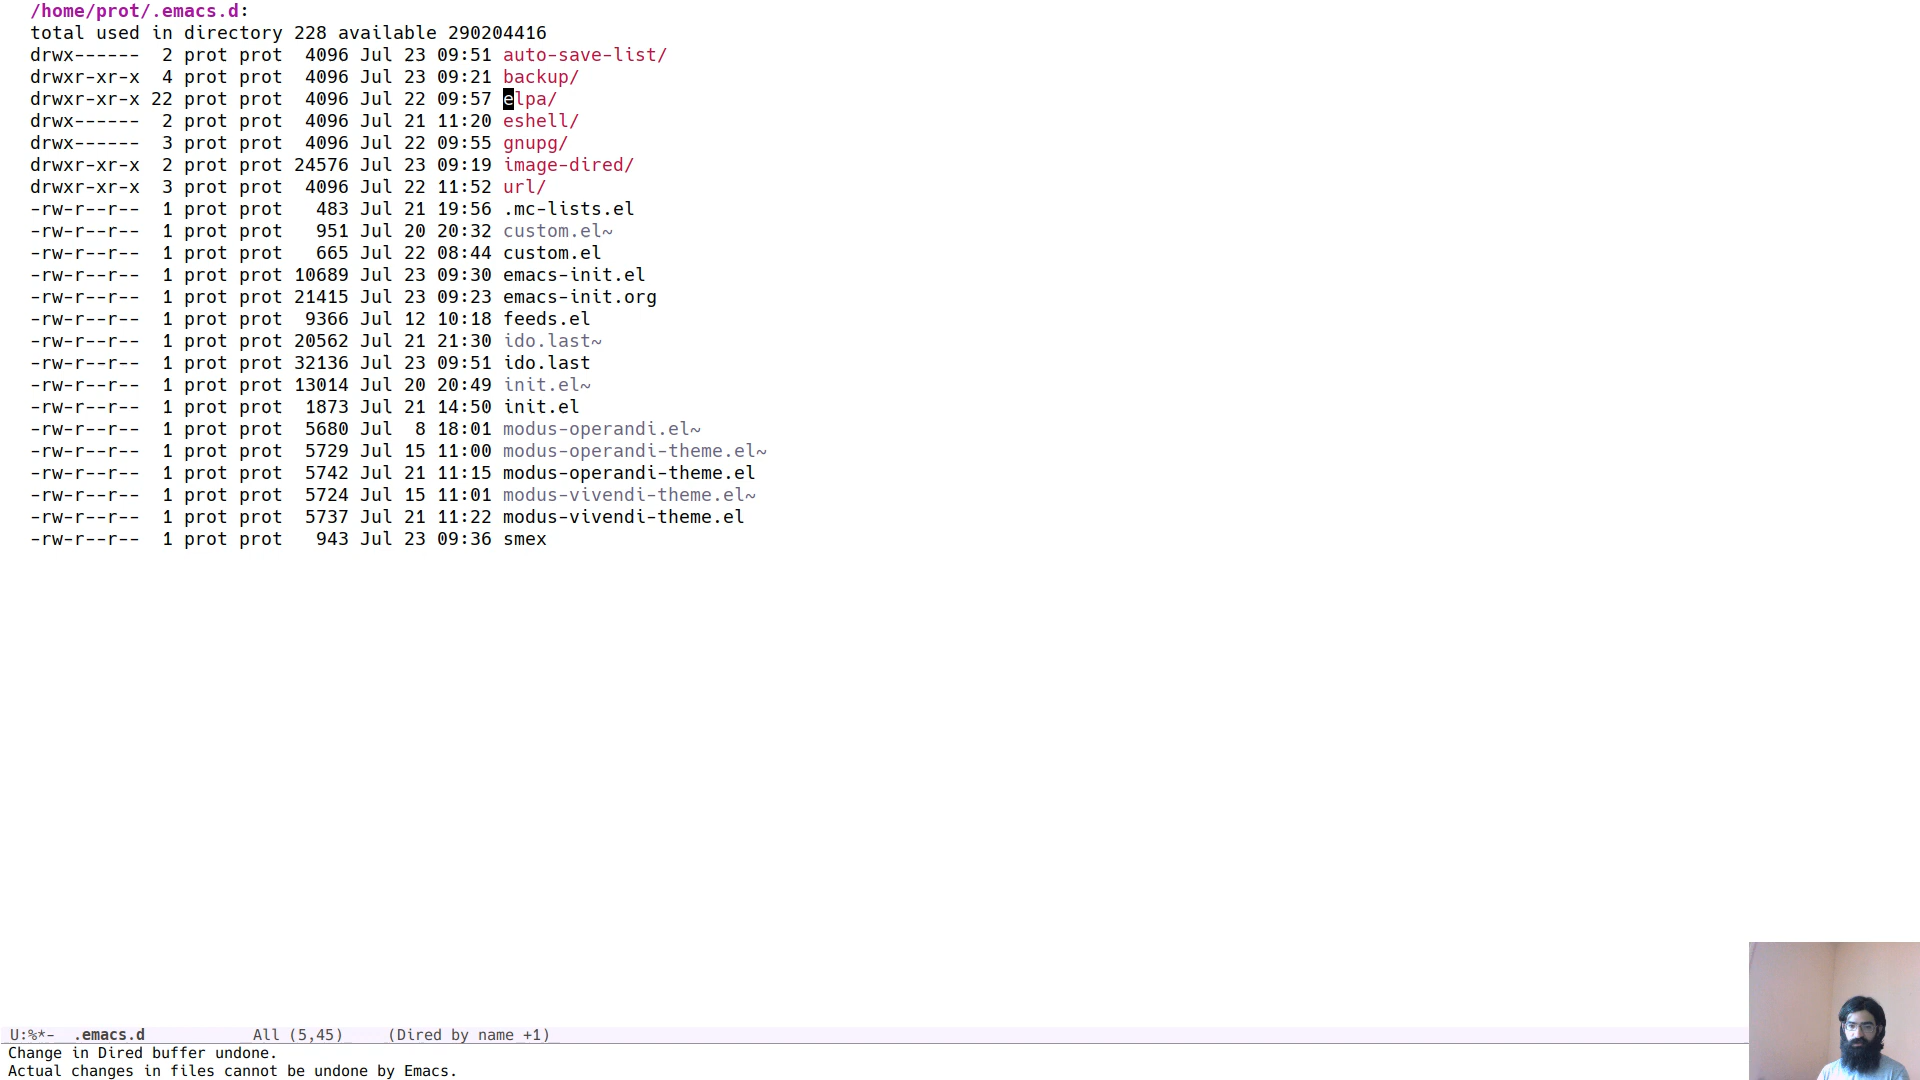 /home/prot/.emacs.d:
total used in directory 228 available 290204416
drwx------  2 prot prot  4096 Jul 23 09:51 auto-save-list/
drwxr-xr-x  4 prot prot  4096 Jul 23 09:21 backup/
drwxr-xr-x 22 prot prot  4096 Jul 22 09:57 elpa/
drwx------  2 prot prot  4096 Jul 21 11:20 eshell/
drwx------  3 prot prot  4096 Jul 22 09:55 gnupg/
drwxr-xr-x  2 prot prot 24576 Jul 23 09:19 image-dired/
drwxr-xr-x  3 prot prot  4096 Jul 22 11:52 url/
-rw-r--r--  1 prot prot   483 Jul 21 19:56 .mc-lists.el
-rw-r--r--  1 prot prot   951 Jul 20 20:32 custom.el~
-rw-r--r--  1 prot prot   665 Jul 22 08:44 custom.el
-rw-r--r--  1 prot prot 10689 Jul 23 09:30 emacs-init.el
-rw-r--r--  1 prot prot 21415 Jul 23 09:23 emacs-init.org
-rw-r--r--  1 prot prot  9366 Jul 12 10:18 feeds.el
-rw-r--r--  1 prot prot 20562 Jul 21 21:30 ido.last~
-rw-r--r--  1 prot prot 32136 Jul 23 09:51 ido.last
-rw-r--r--  1 prot prot 13014 Jul 20 20:49 init.el~
-rw-r--r--  1 prot prot  1873 Jul 21 14:50 init.el
-rw-r--r--  1 prot prot  5680 Jul  8 18:01 modus-operandi.el~
-rw-r--r--  1 prot prot  5729 Jul 15 11:00 modus-operandi-theme.el~
-rw-r--r--  1 prot prot  5742 Jul 21 11:15 modus-operandi-theme.el
-rw-r--r--  1 prot prot  5724 Jul 15 11:01 modus-vivendi-theme.el~
-rw-r--r--  1 prot prot  5737 Jul 21 11:22 modus-vivendi-theme.el
-rw-r--r--  1 prot prot   943 Jul 23 09:36 smex
U:%*-  .emacs.d            All (5,45)     (Dired by name +1)
Change in Dired buffer undone.
Actual changes in files cannot be undone by Emacs.